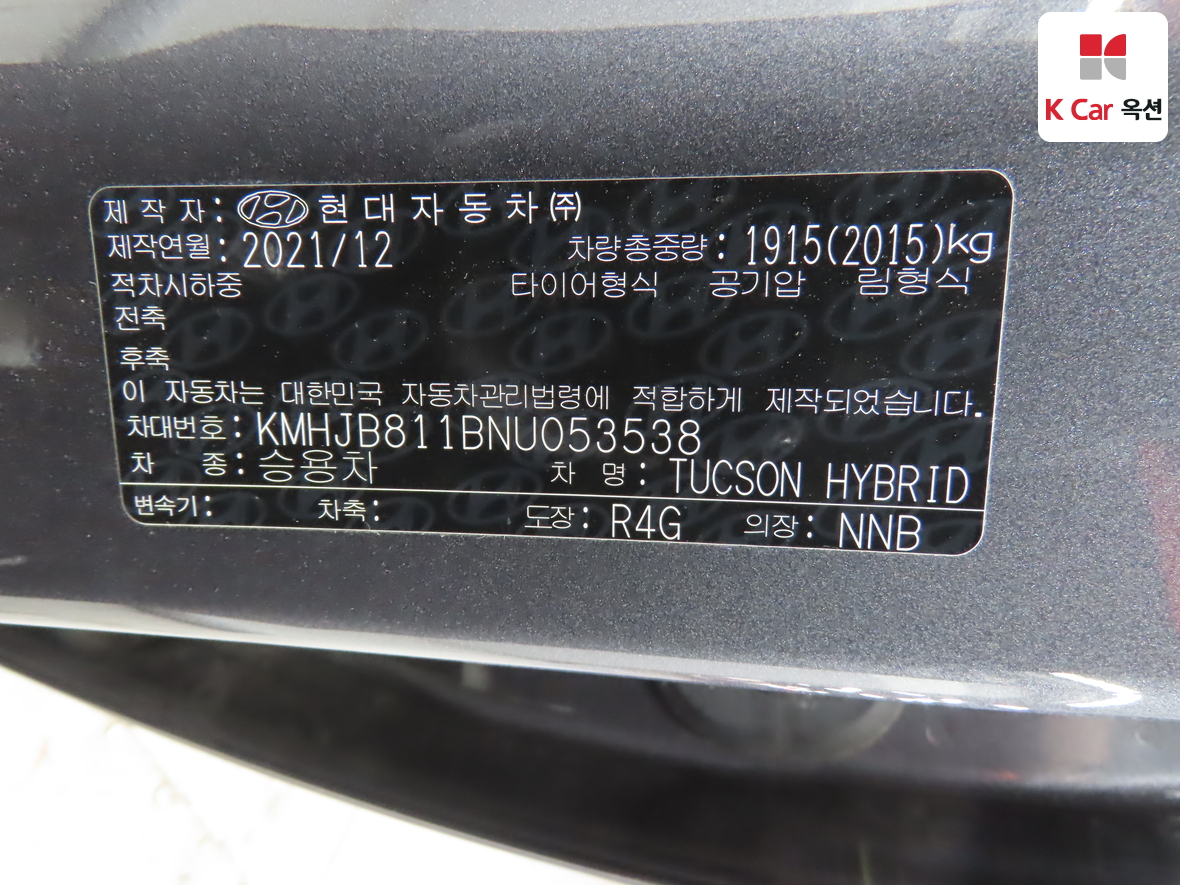 K Car 옥션
제 작 자 : 현 대 자 동 차 ㈜
제작연월 : 2021/12 차량총중량 : 1915(2015)kg
적차시하중 타이어형식 공기압 림형식
전축
후축
이 자동차는 대한민국 자동차관리법령에 적합하게 제작되었습니다.
차대번호 : KMHJB811BNU053538
차 종 : 승용차 차 명 : TUCSON HYBRID
변속기 : 차축 : 도장 : R4G 의장 : NNB